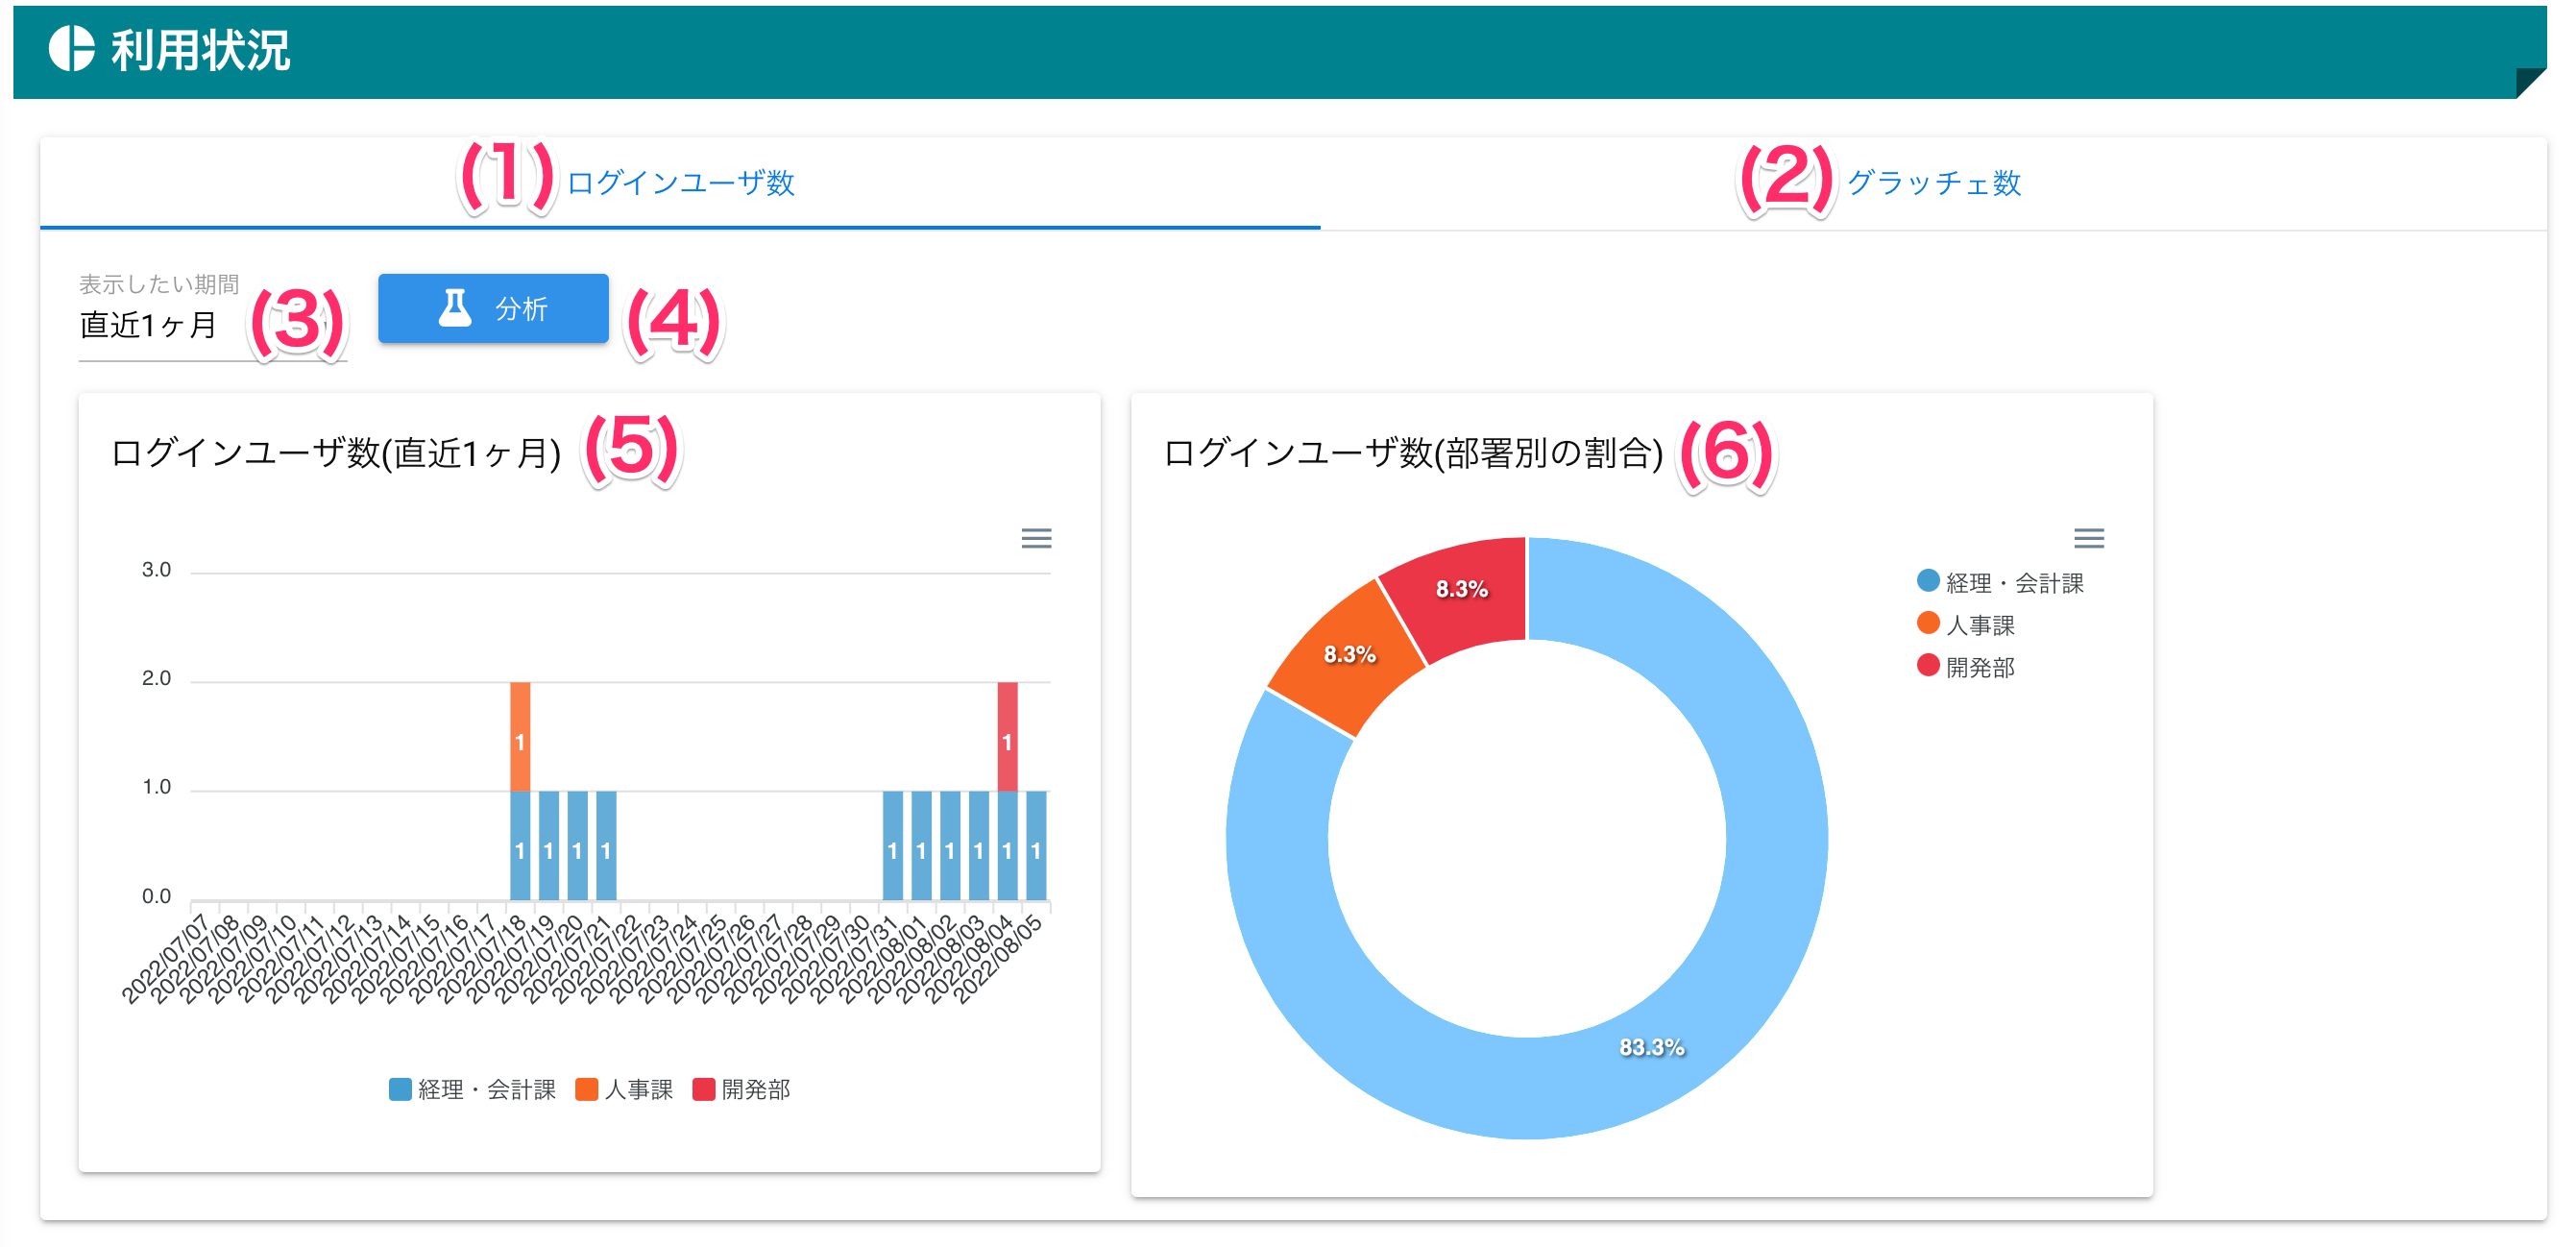 利用状況
(1) ログインユーザ数
(2) グラッチェ数
表示したい期間
直近1ヶ月 (3)
分析 (4)
ログインユーザ数(直近1ヶ月) (5)
3.0
2.0
1.0
0.0
1 1
1 1 1 1 1 1 1 1 1 1
2022/07/07 2022/07/08 2022/07/09 2022/07/10 2022/07/11 2022/07/12 2022/07/13 2022/07/14 2022/07/15 2022/07/16 2022/07/17 2022/07/18 2022/07/19 2022/07/20 2022/07/21 2022/07/22 2022/07/23 2022/07/24 2022/07/25 2022/07/26 2022/07/27 2022/07/28 2022/07/29 2022/07/30 2022/07/31 2022/08/01 2022/08/02 2022/08/03 2022/08/04 2022/08/05
経理・会計課 人事課 開発部
ログインユーザ数(部署別の割合) (6)
8.3%
8.3%
83.3%
経理・会計課
人事課
開発部